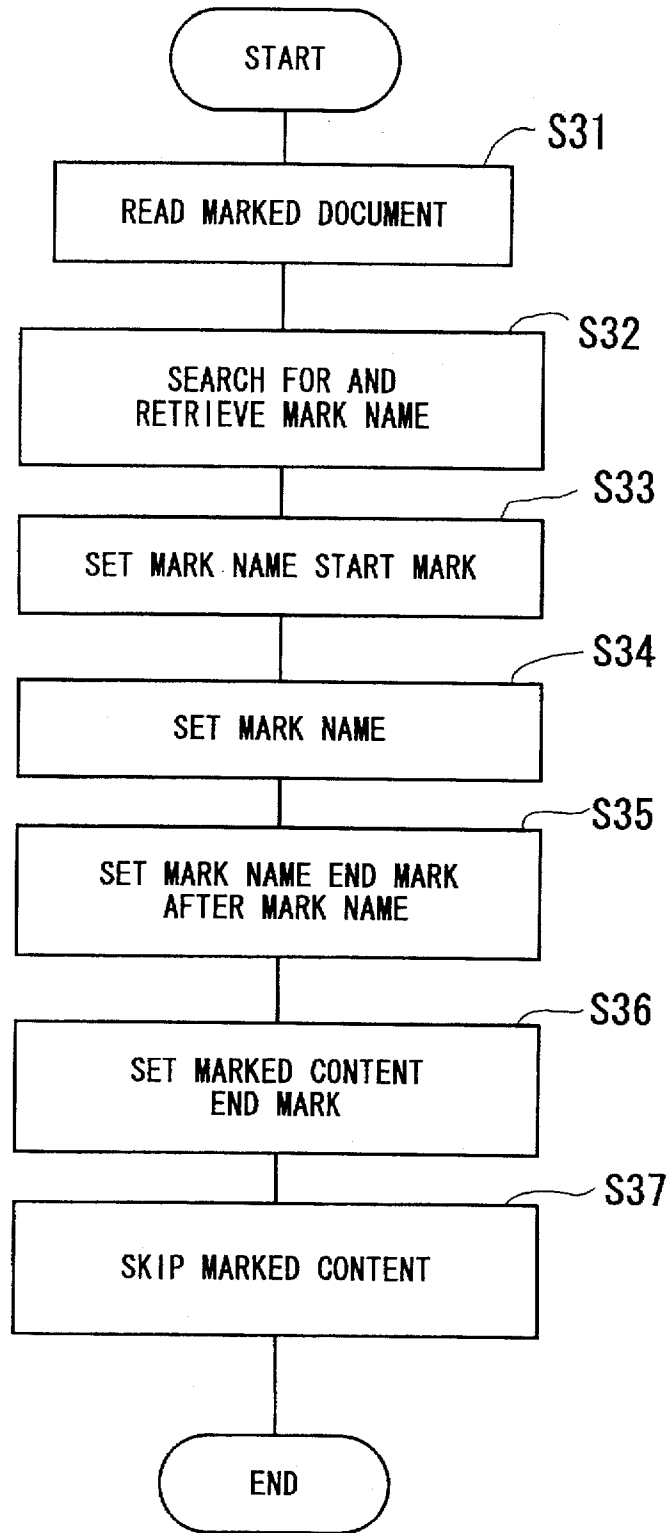 START
S31
READ MARKED DOCUMENT
S32
SEARCH FOR AND
RETRIEVE MARK NAME
S33
SET MARK NAME START MARK
S34
SET MARK NAME
S35
SET MARK NAME END MARK
AFTER MARK NAME
S36
SET MARKED CONTENT
END MARK
S37
SKIP MARKED CONTENT
END